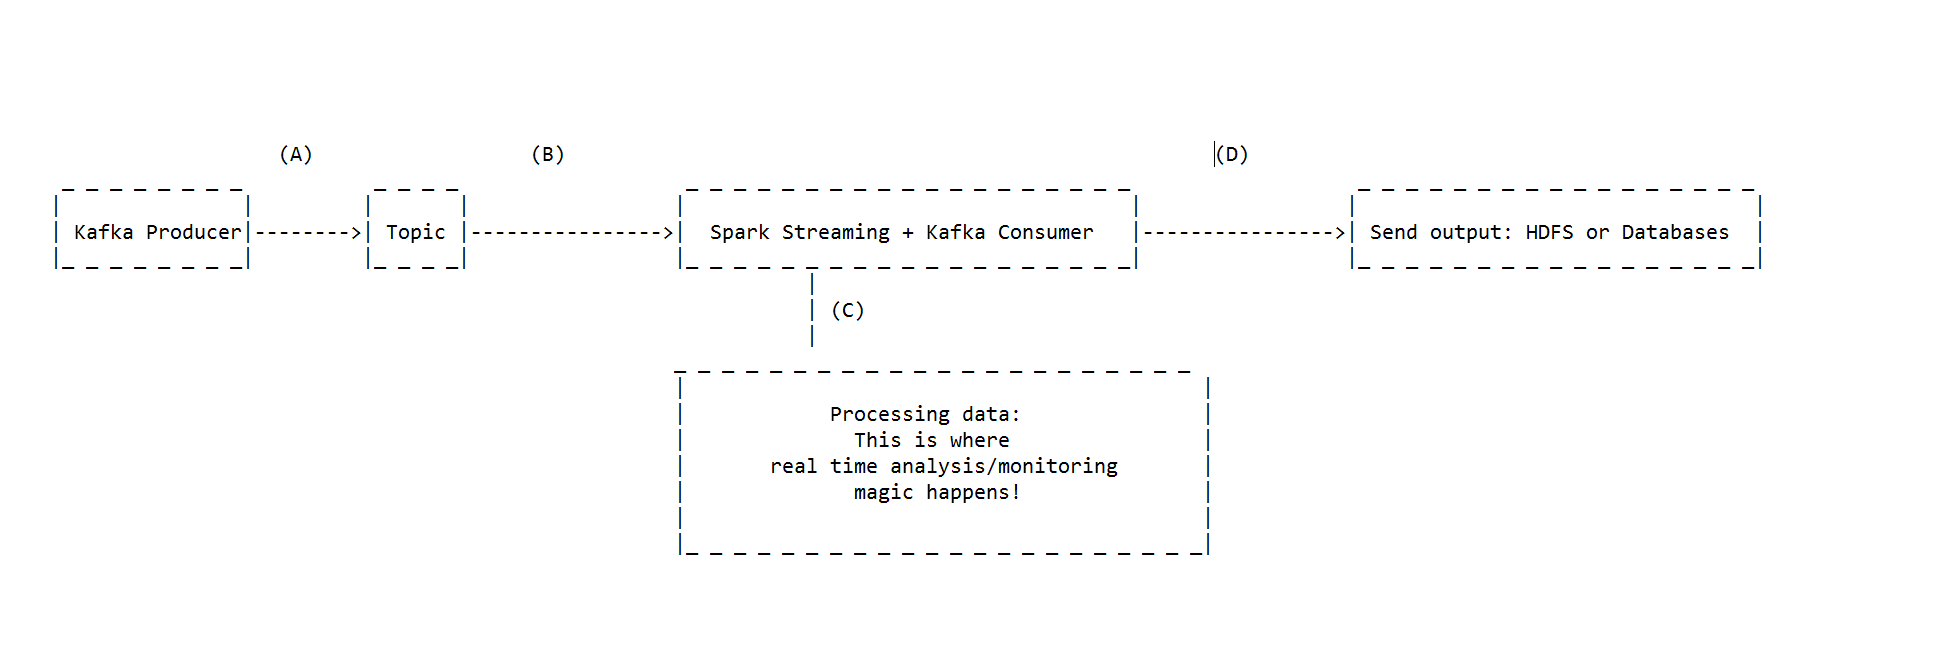 (A) (B) (D)
Kafka Producer Topic Spark Streaming + Kafka Consumer Send output: HDFS or Databases
(C)
Processing data:
This is where
real time analysis/monitoring
magic happens!